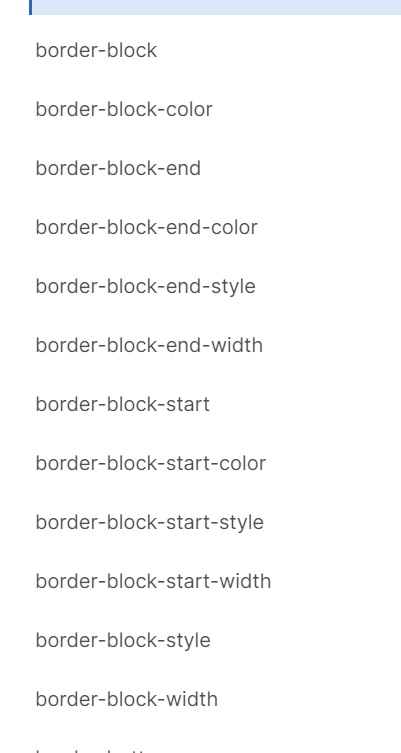 border-block
border-block-color
border-block-end
border-block-end-color
border-block-end-style
border-block-end-width
border-block-start
border-block-start-color
border-block-start-style
border-block-start-width
border-block-style
border-block-width